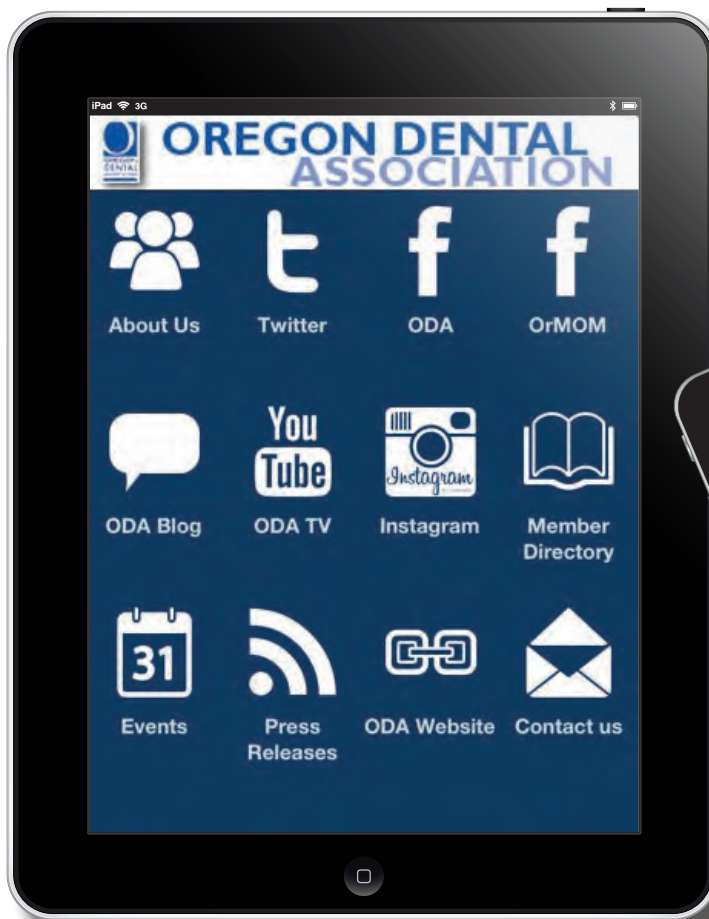 iPad 3G
OREGON DENTAL
ASSOCIATION
About Us Twitter ODA OrMOM
You
Tube
Instagram
ODA Blog ODA TV Instagram Member
Directory
31
Events Press
Releases ODA Website Contact us